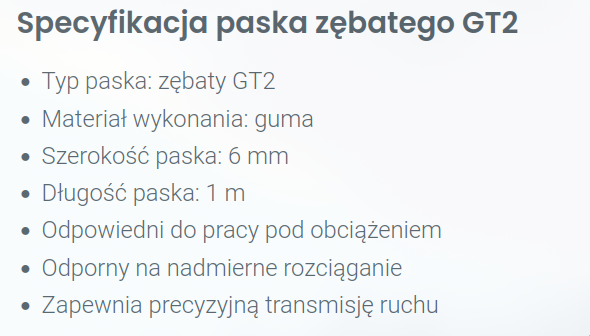 Specyfikacja paska zębatego GT2
• Typ paska: zębaty GT2
• Materiał wykonania: guma
• Szerokość paska: 6 mm
• Długość paska: 1 m
• Odpowiedni do pracy pod obciążeniem
• Odporny na nadmierne rozciąganie
• Zapewnia precyzyjną transmisję ruchu